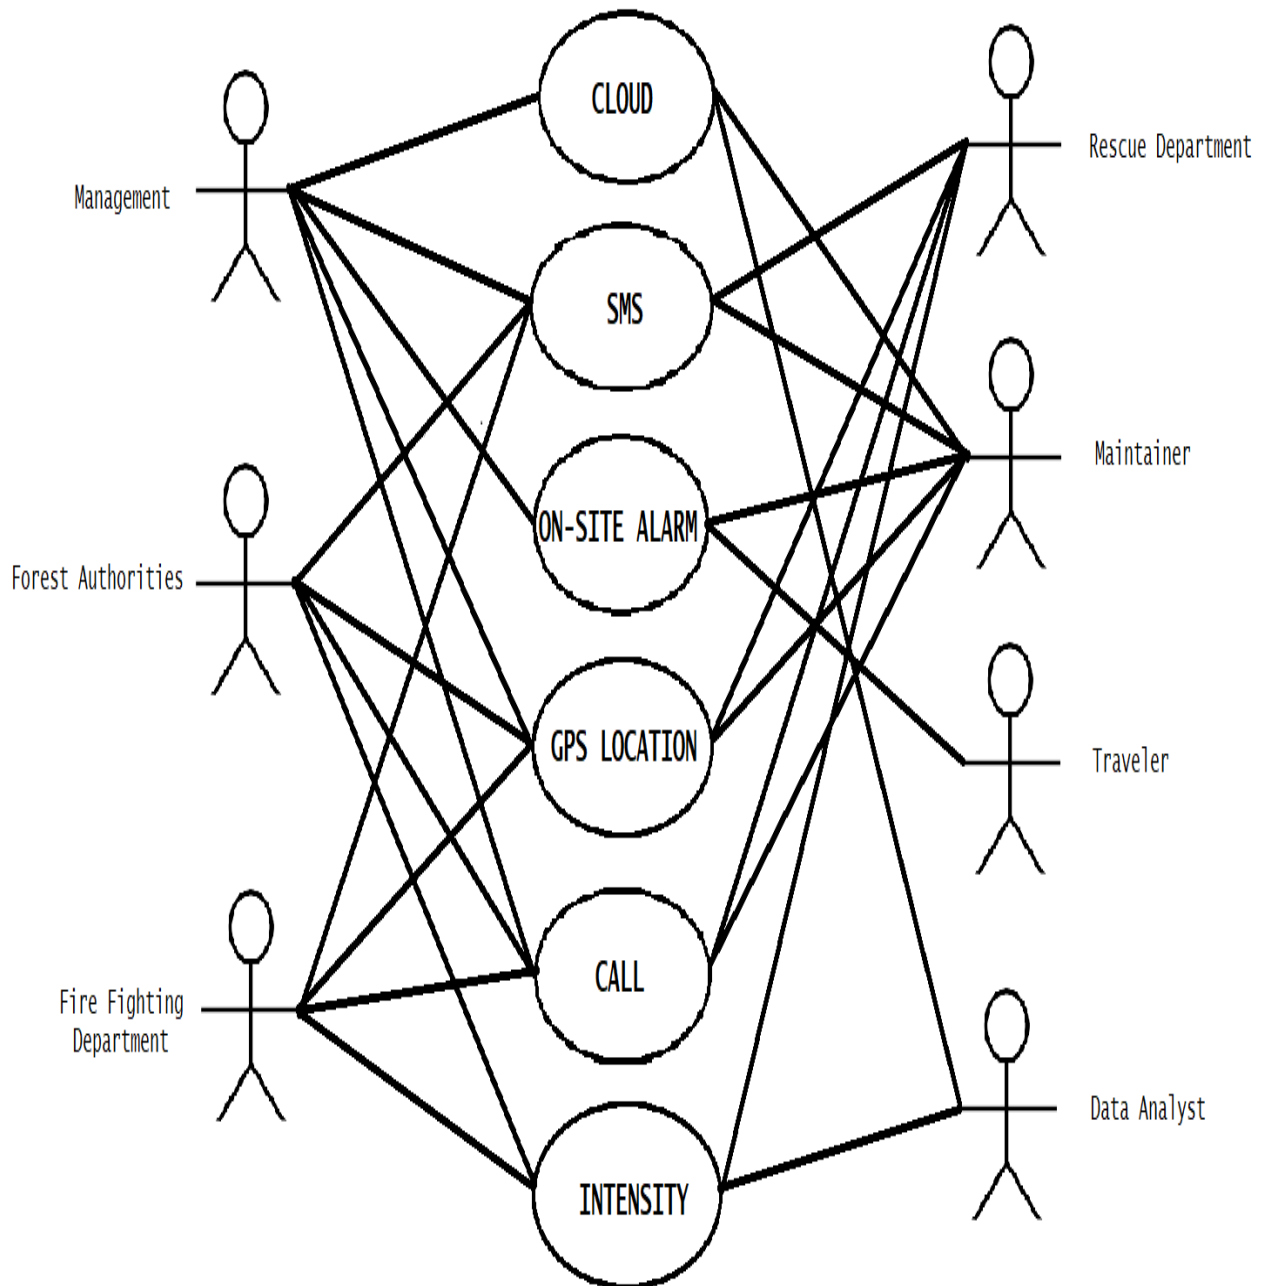 CLOUD
Rescue Department
Management
SMS
Maintainer
ON-SITE ALARM
Forest Authorities
GPS LOCATION
Traveler
CALL
Fire Fighting
Department
Data Analyst
INTENSITY